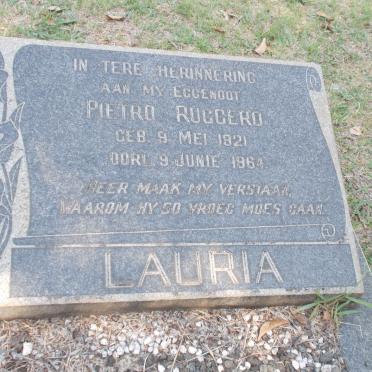 IN TERE HERINNERING
AAN MY EGGENOOT
PIETRO RUGGERO
GEB. 9 MEI 1921
OORL. 9 JUNIE 1964
HEER MAAK MY VERSTAAN,
WAAROM HY SO VROEG MOES GAAN.
LAURIA